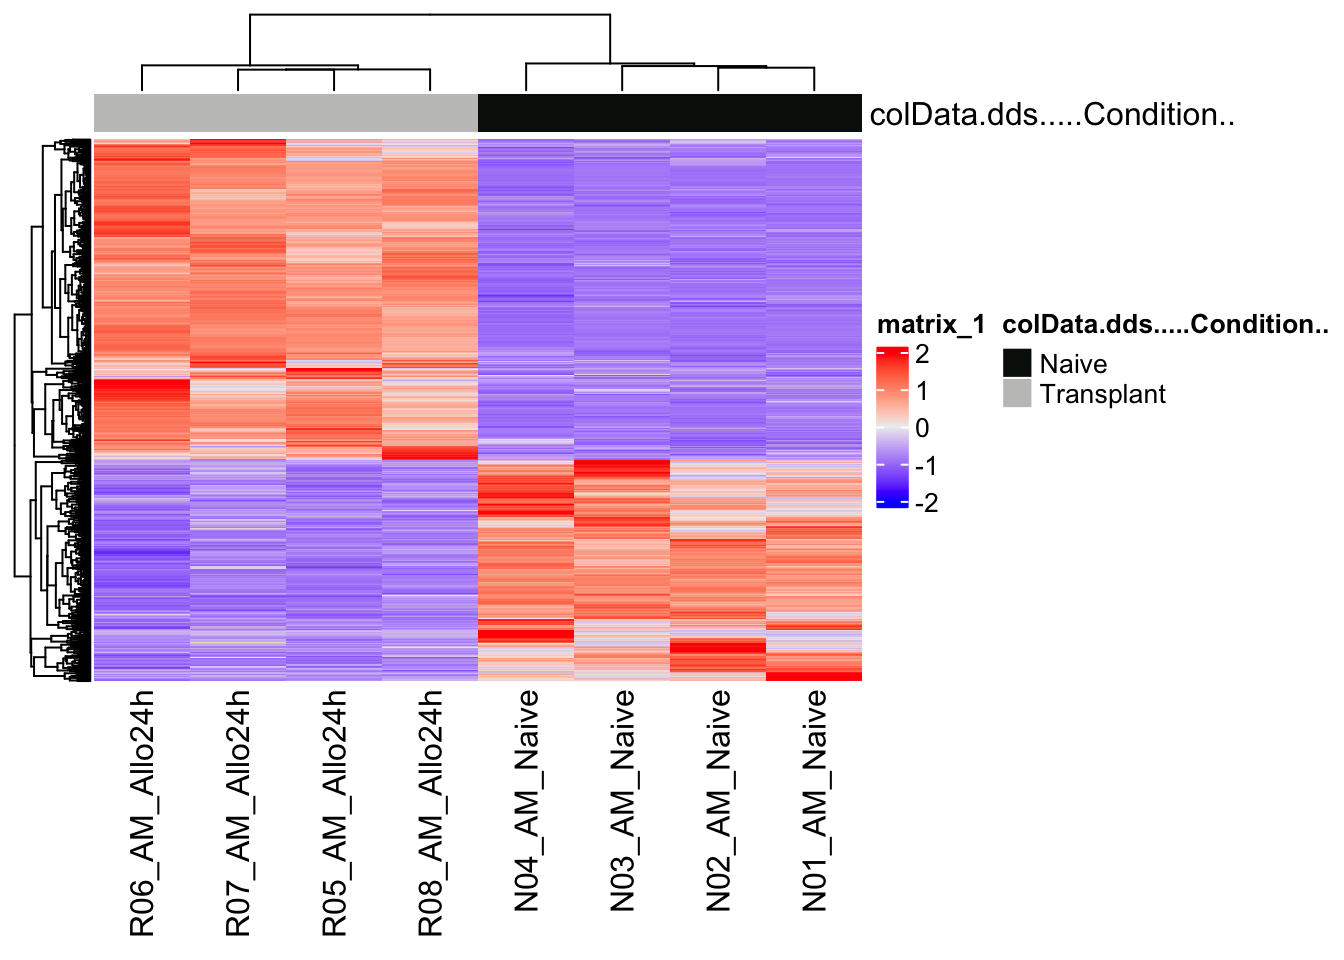 colData.dds.....Condition..
matrix_1
2
1
0
-1
-2
colData.dds.....Condition..
Naive
Transplant
R06_AM_Allo24h
R07_AM_Allo24h
R05_AM_Allo24h
R08_AM_Allo24h
N04_AM_Naive
N03_AM_Naive
N02_AM_Naive
N01_AM_Naive